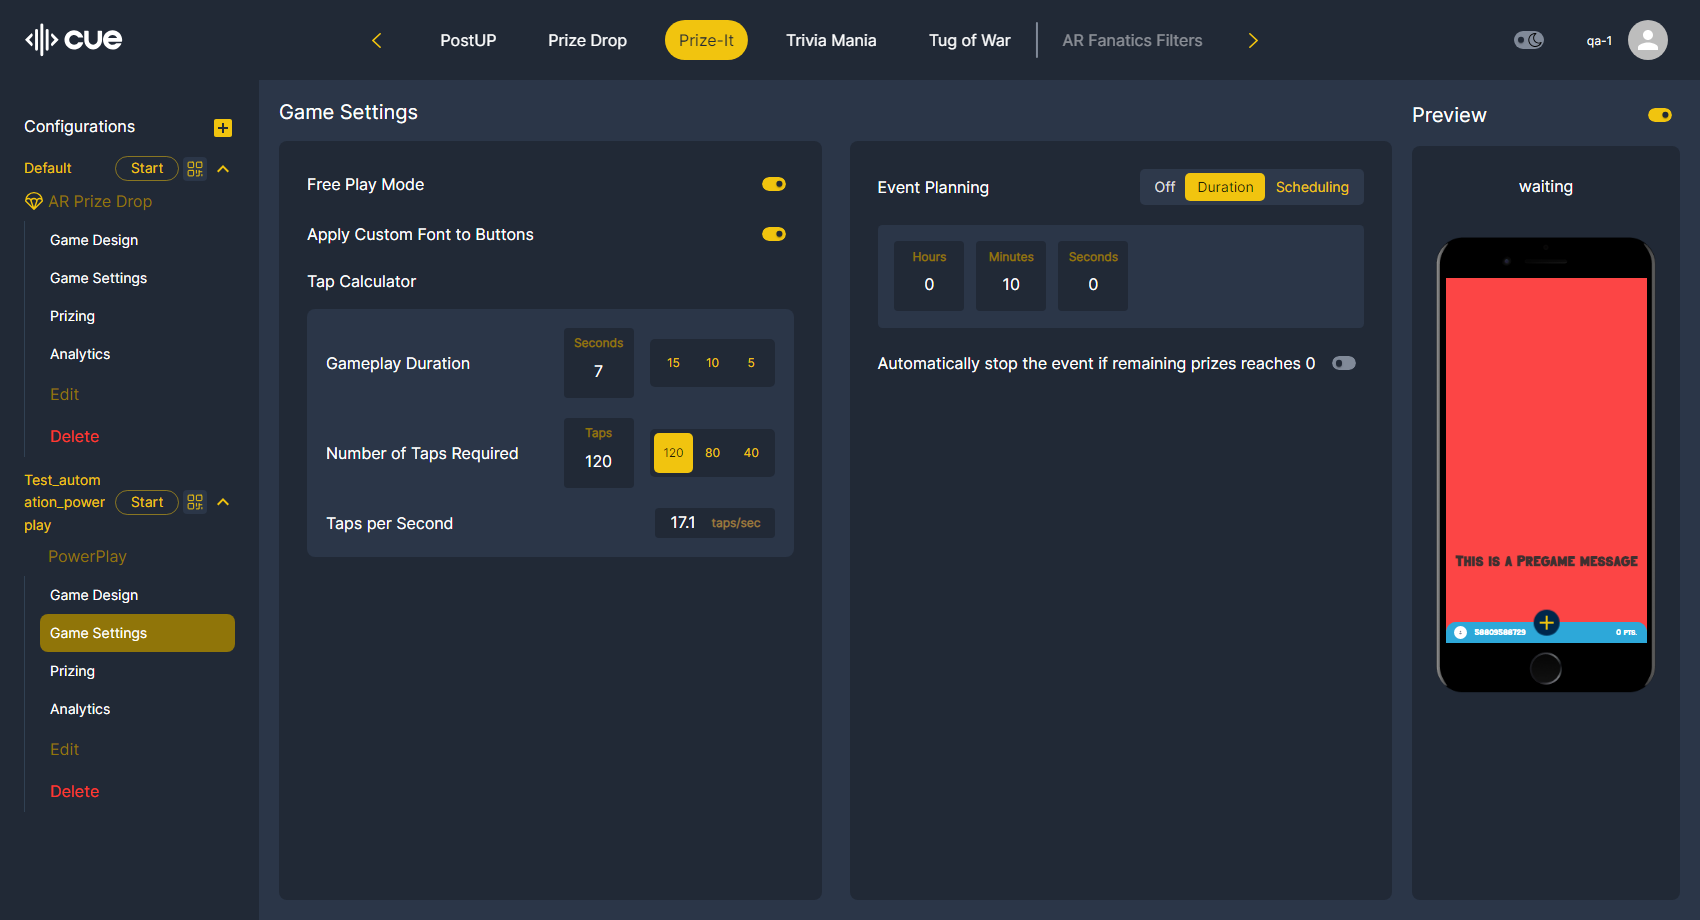 cue
PostUP
Prize Drop
Prize-It
Trivia Mania
Tug of War
AR Fanatics Filters
qa-1
Configurations
Default
Start
AR Prize Drop
Game Design
Game Settings
Prizing
Analytics
Edit
Delete
Test_autom
ation_power
play
Start
PowerPlay
Game Design
Game Settings
Prizing
Analytics
Edit
Delete
Game Settings
Free Play Mode
Apply Custom Font to Buttons
Tap Calculator
Gameplay Duration
Seconds
7
15 10 5
Number of Taps Required
Taps
120
120 80 40
Taps per Second
17.1 taps/sec
Event Planning
Off Duration Scheduling
Hours Minutes Seconds
0 10 0
Automatically stop the event if remaining prizes reaches 0
Preview
waiting
This is a Pregame message
58809586729
0 PTS.